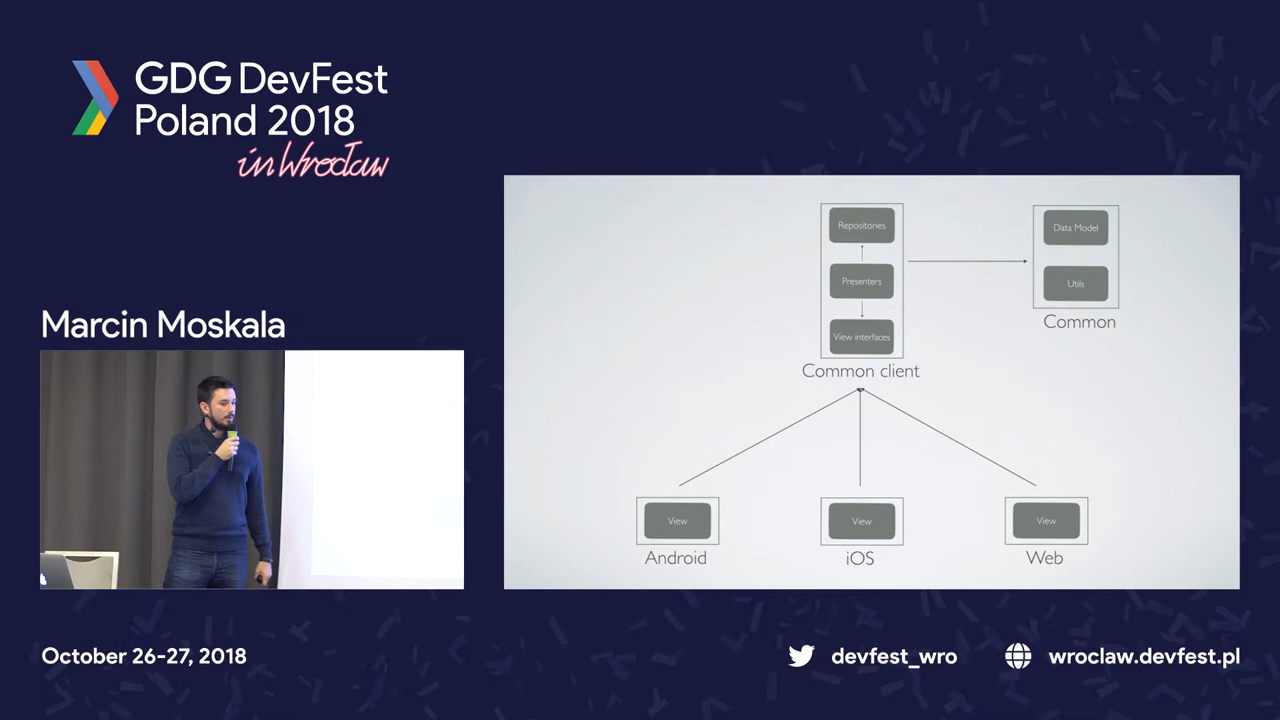 GDG DevFest
Poland 2018
in Wrocław
Marcin Moskala
Repositories
Presenters
View interfaces
Common client
Data Model
Utils
Common
View
Android
View
iOS
View
Web
October 26-27, 2018
devfest_wro
wroclaw.devfest.pl